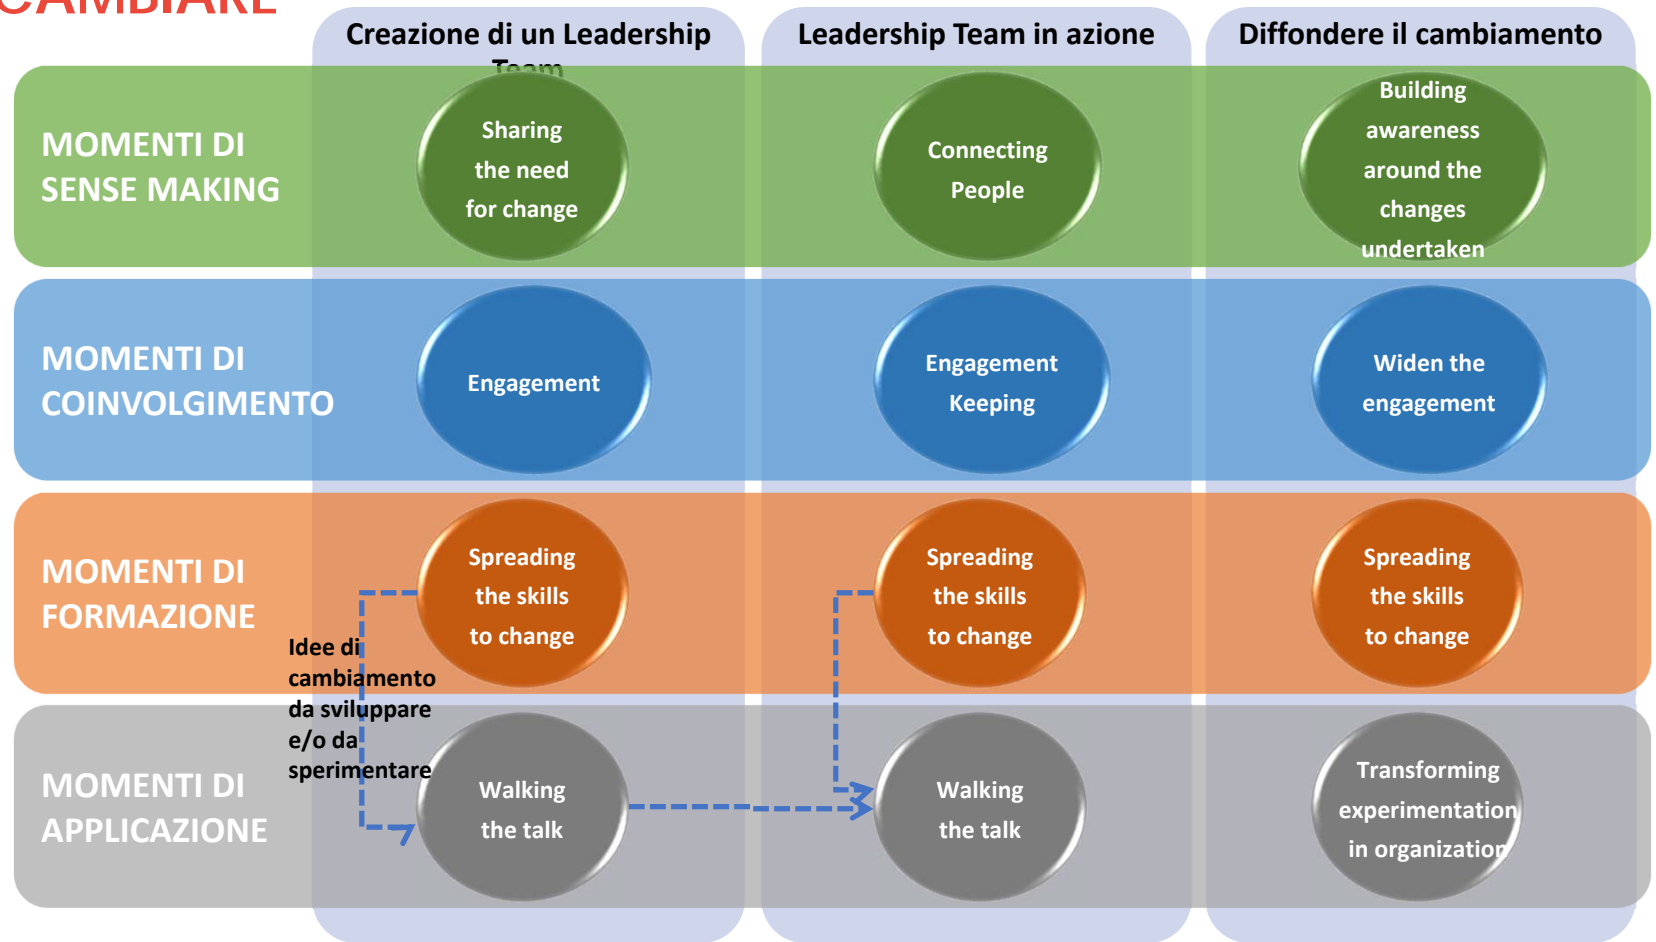 CAMBIARE
Creazione di un Leadership
Team
Leadership Team in azione
Diffondere il cambiamento
MOMENTI DI
SENSE MAKING
Sharing
the need
for change
Connecting
People
Building
awareness
around the
changes
undertaken
MOMENTI DI
COINVOLGIMENTO
Engagement
Engagement
Keeping
Widen the
engagement
MOMENTI DI
FORMAZIONE
Spreading
the skills
to change
Spreading
the skills
to change
Spreading
the skills
to change
Idee di
cambiamento
da sviluppare
e/o da
sperimentare
MOMENTI DI
APPLICAZIONE
Walking
the talk
Walking
the talk
Transforming
experimentation
in organization